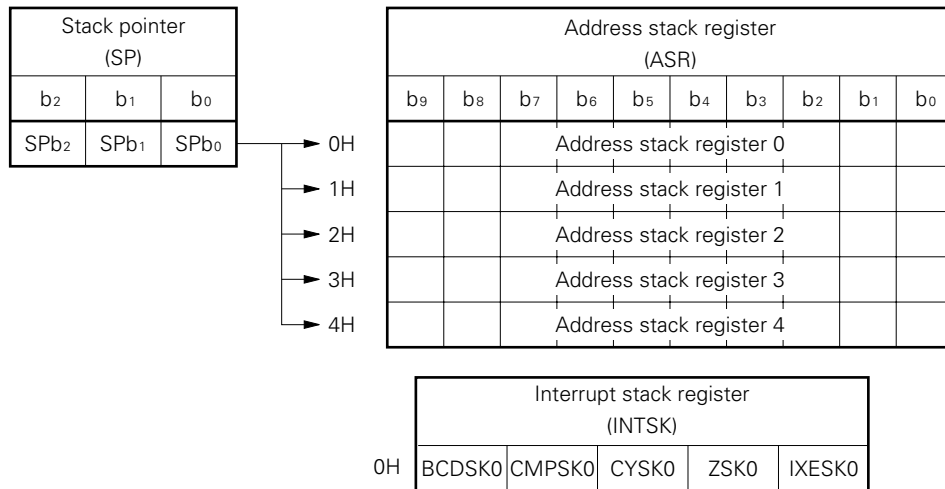 Stack pointer
(SP)
b2 b1 b0
SPb2 SPb1 SPb0
Address stack register
(ASR)
b9 b8 b7 b6 b5 b4 b3 b2 b1 b0
0H Address stack register 0
1H Address stack register 1
2H Address stack register 2
3H Address stack register 3
4H Address stack register 4
Interrupt stack register
(INTSK)
0H BCDSK0 CMPSK0 CYSK0 ZSK0 IXESK0